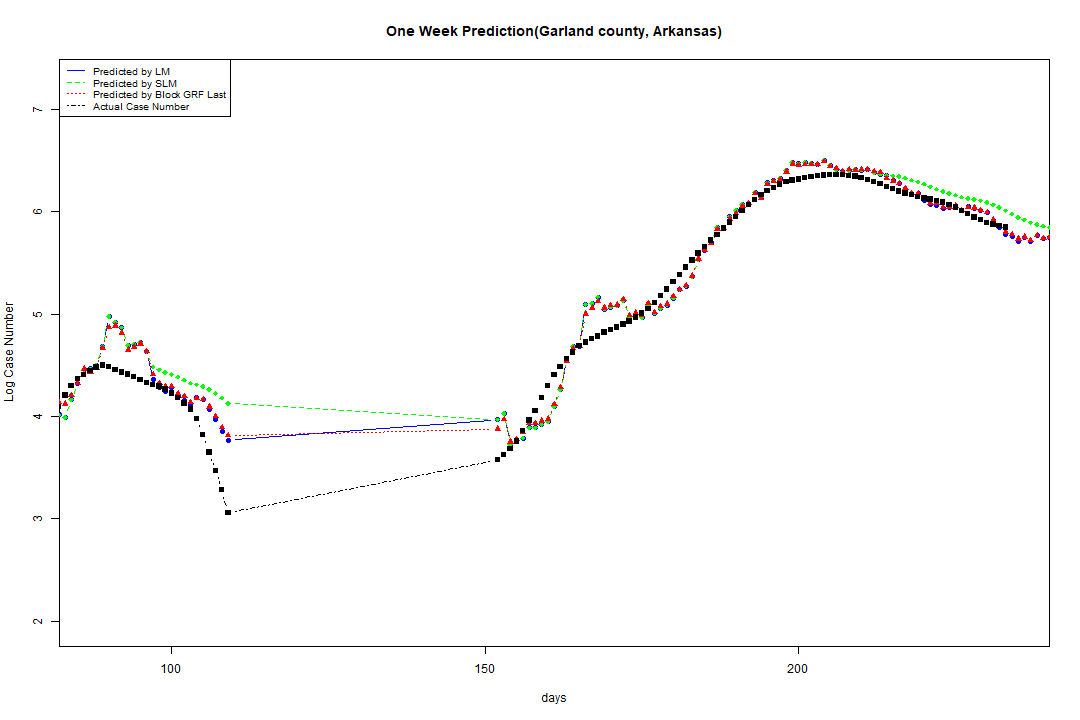 One Week Prediction(Garland county, Arkansas)
Predicted by LM
Predicted by SLM
Predicted by Block GRF Last
Actual Case Number
7
6
5
4
3
2
Log Case Number
100 150 200
days